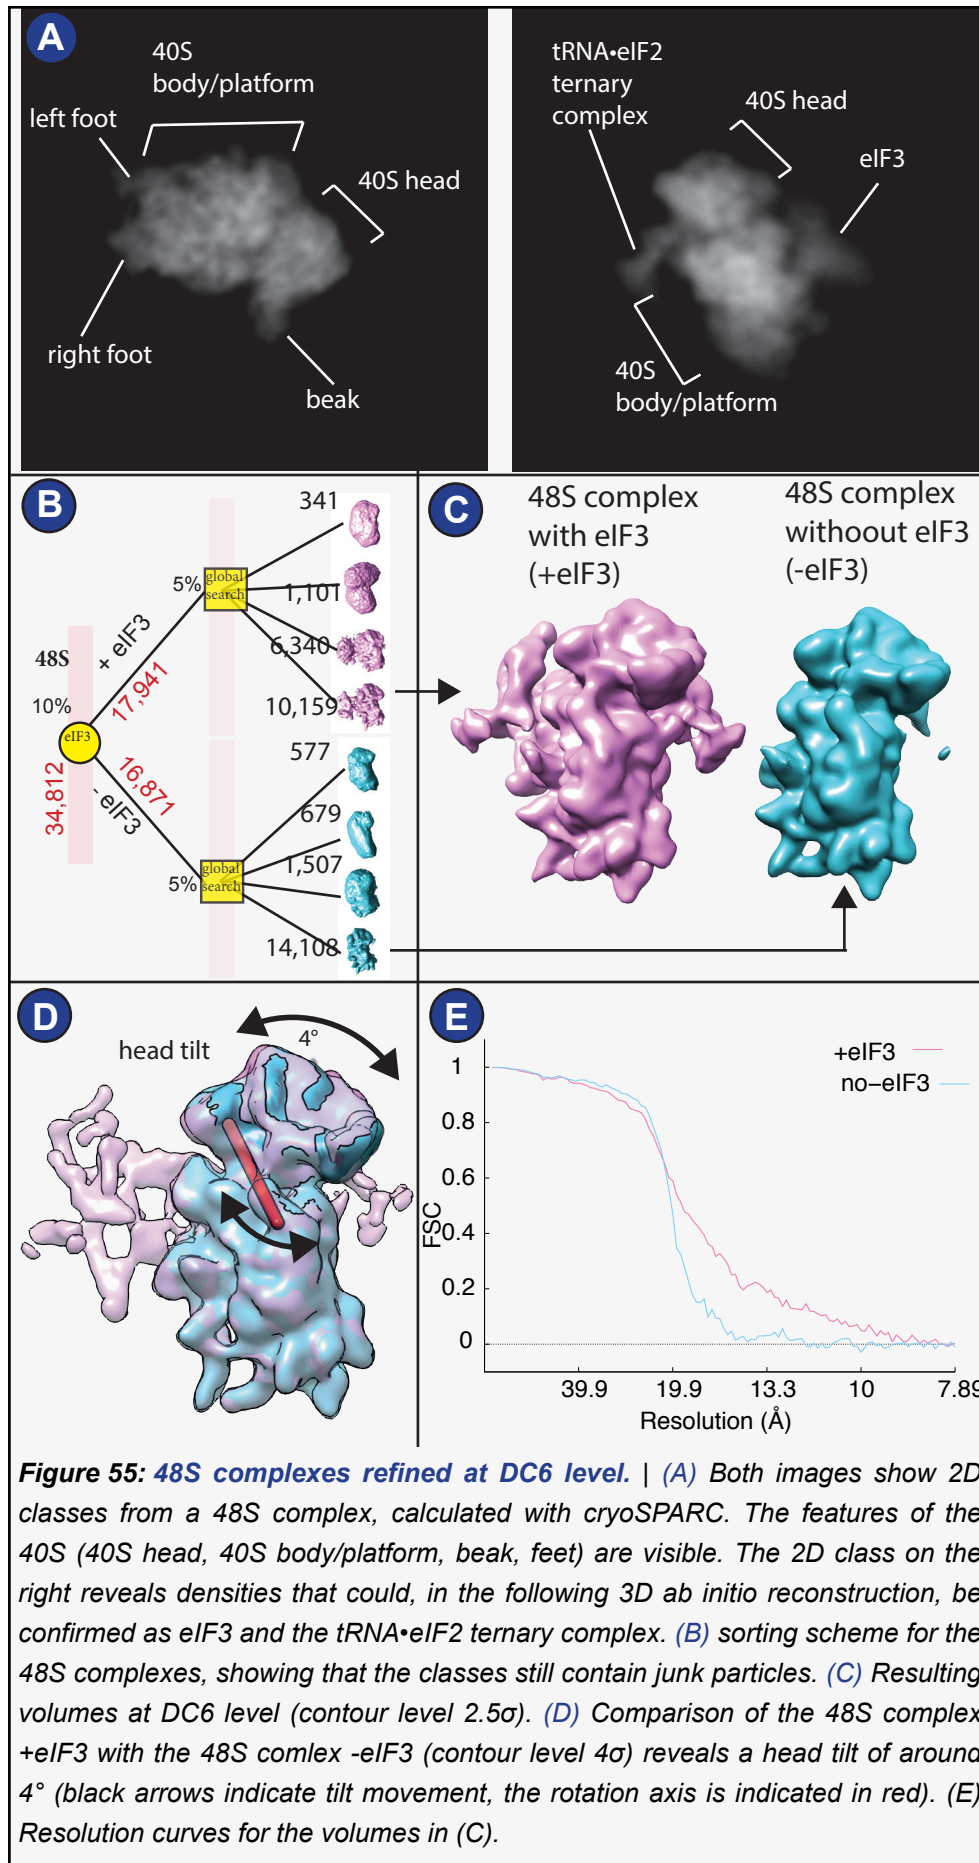 A
40S
body/platform
left foot
40S head
right foot
beak
tRNA•eIF2
ternary
complex
40S head
eIF3
40S
body/platform
B
341
5%
global
search
1,101
48S
+ eIF3
6,340
17,941
10%
10,159
eIF3
577
34,812
16,871
- eIF3
679
1,507
5%
global
search
14,108
C
48S complex
with eIF3
(+eIF3)
48S complex
withoout eIF3
(-eIF3)
D
head tilt
4°
E
+eIF3
no−eIF3
1
0.8
0.6
0.4
0.2
0
FSC
39.9
19.9
13.3
10
7.89
Resolution (Å)
Figure 55: 48S complexes refined at DC6 level. | (A) Both images show 2D
classes from a 48S complex, calculated with cryoSPARC. The features of the
40S (40S head, 40S body/platform, beak, feet) are visible. The 2D class on the
right reveals densities that could, in the following 3D ab initio reconstruction, be
confirmed as eIF3 and the tRNA•eIF2 ternary complex. (B) sorting scheme for the
48S complexes, showing that the classes still contain junk particles. (C) Resulting
volumes at DC6 level (contour level 2.5σ). (D) Comparison of the 48S complex
+eIF3 with the 48S comlex -eIF3 (contour level 4σ) reveals a head tilt of around
4° (black arrows indicate tilt movement, the rotation axis is indicated in red). (E)
Resolution curves for the volumes in (C).